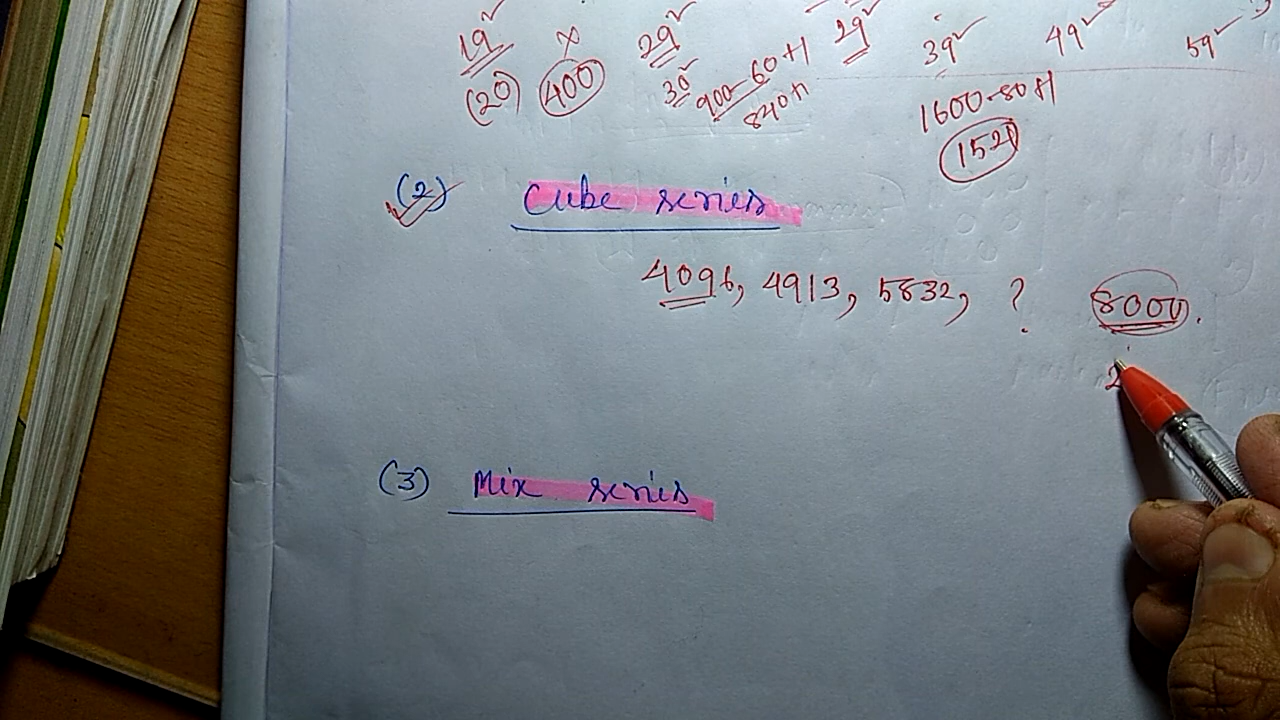 19² × 29² 29² 39² 49² 59²
(20) 400 30² 900-60+1 1600-80+1
840+1 1521
(2) Cube series
4096, 4913, 5832, ? 8000.
2
(3) Mix series